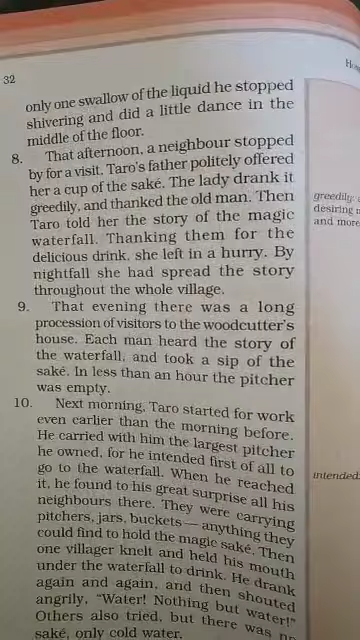 32
only one swallow of the liquid he stopped
shivering and did a little dance in the
middle of the floor.
8. That afternoon, a neighbour stopped
by for a visit. Taro's father politely offered
her a cup of the saké. The lady drank it
greedily, and thanked the old man. Then
Taro told her the story of the magic
waterfall. Thanking them for the
delicious drink, she left in a hurry. By
nightfall she had spread the story
throughout the whole village.
greedily:
desiring
and more
9. That evening there was a long
procession of visitors to the woodcutter's
house. Each man heard the story of
the waterfall, and took a sip of the
saké. In less than an hour the pitcher
was empty.
10. Next morning, Taro started for work
even earlier than the morning before.
He carried with him the largest pitcher
he owned, for he intended first of all to
go to the waterfall. When he reached
it, he found to his great surprise all his
neighbours there. They were carrying
pitchers, jars, buckets — anything they
could find to hold the magic saké. Then
one villager knelt and held his mouth
under the waterfall to drink. He drank
again and again, and then shouted
angrily, “Water! Nothing but water!”
Others also tried, but there was no
saké, only cold water.
intended: